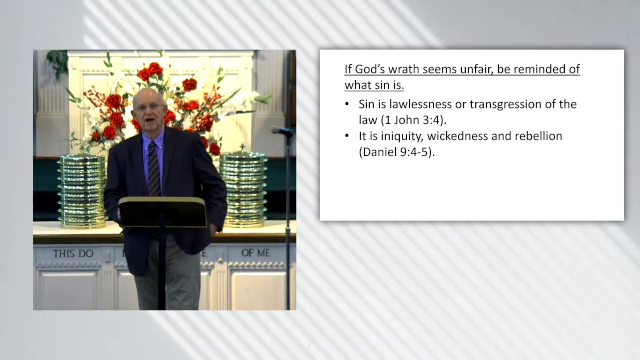 If God's wrath seems unfair, be reminded of
what sin is.
• Sin is lawlessness or transgression of the
law (1 John 3:4).
• It is iniquity, wickedness and rebellion
(Daniel 9:4-5).
THIS DO
OF ME